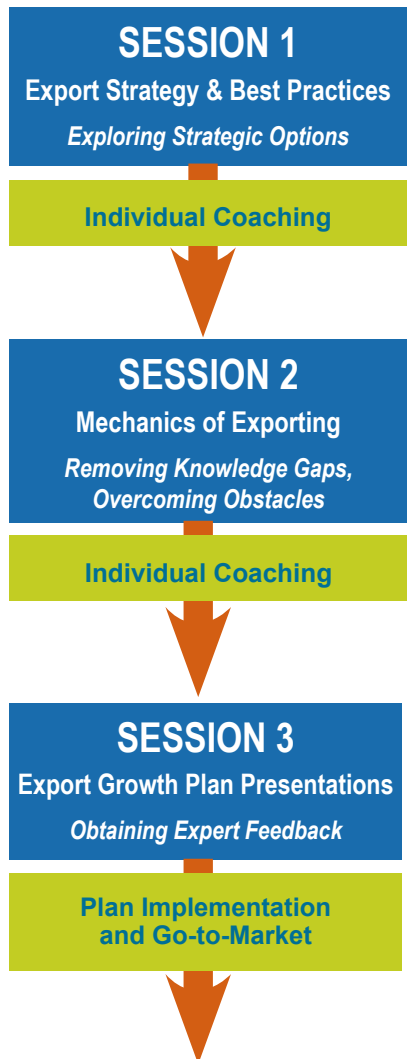 SESSION 1
Export Strategy & Best Practices
Exploring Strategic Options
Individual Coaching
SESSION 2
Mechanics of Exporting
Removing Knowledge Gaps,
Overcoming Obstacles
Individual Coaching
SESSION 3
Export Growth Plan Presentations
Obtaining Expert Feedback
Plan Implementation
and Go-to-Market